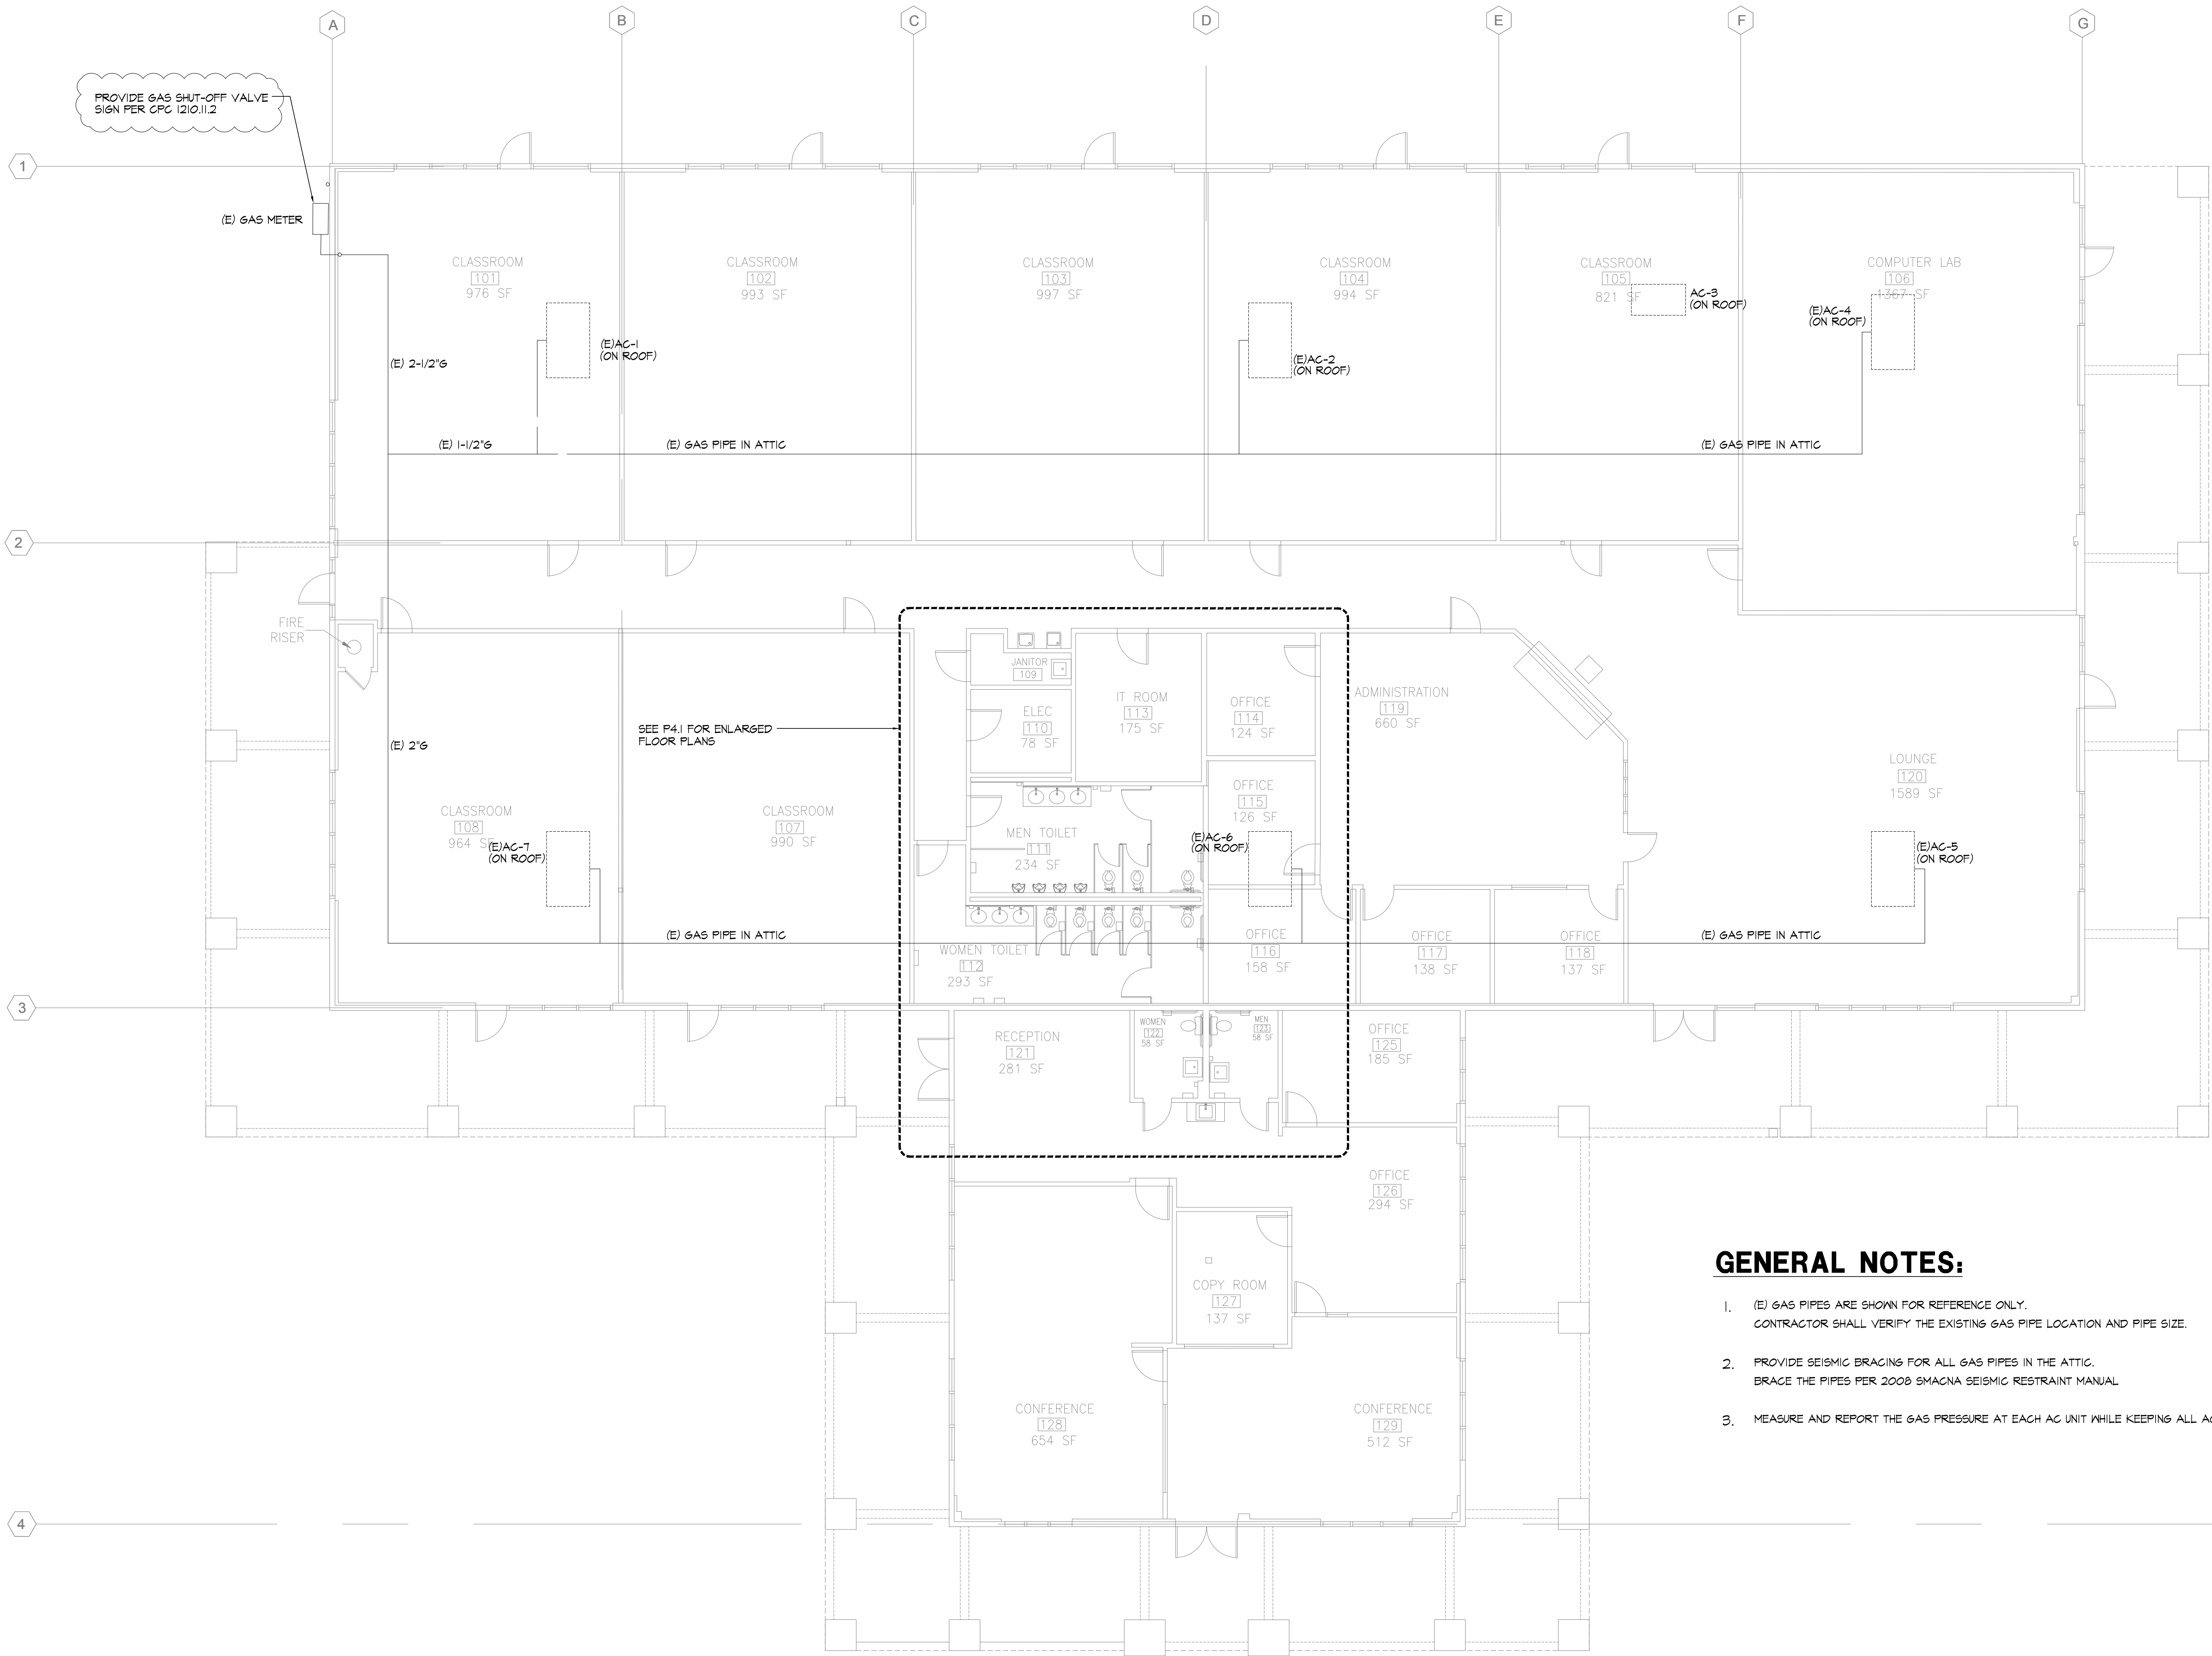 A
B
C
D
E
F
G
PROVIDE GAS SHUT-OFF VALVE
SIGN PER CPC 1210.11.2
1
(E) GAS METER
CLASSROOM
101
976 SF
CLASSROOM
102
993 SF
CLASSROOM
103
997 SF
CLASSROOM
104
994 SF
CLASSROOM
105
821 SF
COMPUTER LAB
106
1367 SF
AC-3
(ON ROOF)
(E)AC-4
(ON ROOF)
(E)AC-1
(ON ROOF)
(E)AC-2
(ON ROOF)
(E) 2-1/2"G
(E) 1-1/2"G
(E) GAS PIPE IN ATTIC
(E) GAS PIPE IN ATTIC
2
FIRE
RISER
JANITOR
109
ELEC
110
78 SF
IT ROOM
113
175 SF
OFFICE
114
124 SF
ADMINISTRATION
119
660 SF
SEE P4.1 FOR ENLARGED
FLOOR PLANS
(E) 2"G
LOUNGE
120
1589 SF
CLASSROOM
108
964 SF
CLASSROOM
107
990 SF
OFFICE
115
126 SF
MEN TOILET
111
234 SF
(E)AC-7
(ON ROOF)
(E)AC-6
(ON ROOF)
(E)AC-5
(ON ROOF)
(E) GAS PIPE IN ATTIC
(E) GAS PIPE IN ATTIC
WOMEN TOILET
112
293 SF
OFFICE
116
158 SF
OFFICE
117
138 SF
OFFICE
118
137 SF
3
RECEPTION
121
281 SF
WOMEN
122
58 SF
MEN
123
58 SF
OFFICE
125
185 SF
OFFICE
126
294 SF
COPY ROOM
127
137 SF
CONFERENCE
128
654 SF
CONFERENCE
129
512 SF
4
GENERAL NOTES:
1. (E) GAS PIPES ARE SHOWN FOR REFERENCE ONLY.
CONTRACTOR SHALL VERIFY THE EXISTING GAS PIPE LOCATION AND PIPE SIZE.
2. PROVIDE SEISMIC BRACING FOR ALL GAS PIPES IN THE ATTIC.
BRACE THE PIPES PER 2008 SMACNA SEISMIC RESTRAINT MANUAL
3. MEASURE AND REPORT THE GAS PRESSURE AT EACH AC UNIT WHILE KEEPING ALL